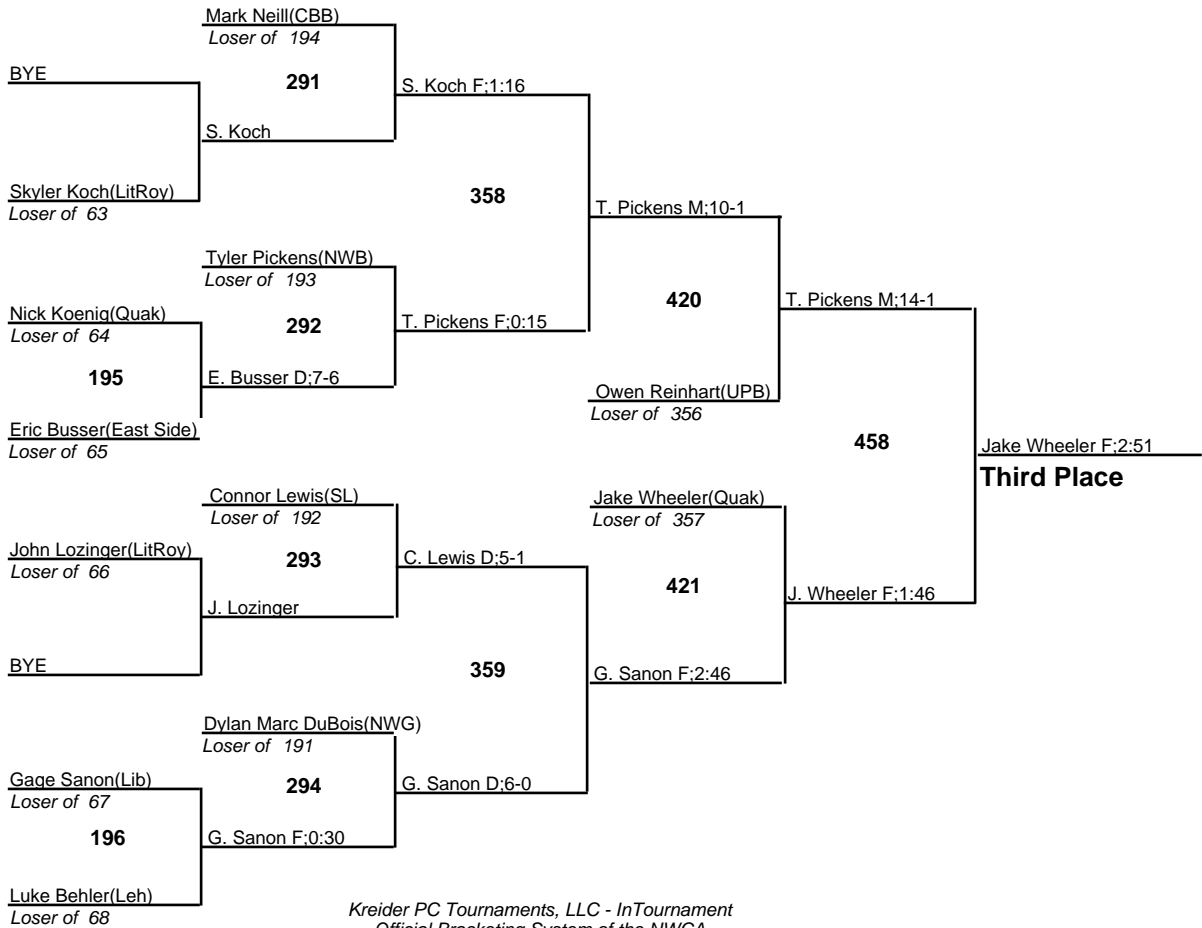 Mark Neill(CBB)
Loser of 194
BYE
291
S. Koch F;1:16
S. Koch
Skyler Koch(LitRoy)
Loser of 63
358
T. Pickens M;10-1
Tyler Pickens(NWB)
Loser of 193
Nick Koenig(Quak)
Loser of 64
292
T. Pickens F;0:15
420
T. Pickens M;14-1
195
E. Busser D;7-6
Owen Reinhart(UPB)
Loser of 356
Eric Busser(East Side)
Loser of 65
458
Jake Wheeler F;2:51
Third Place
Connor Lewis(SL)
Loser of 192
Jake Wheeler(Quak)
Loser of 357
John Lozinger(LitRoy)
Loser of 66
293
C. Lewis D;5-1
421
J. Wheeler F;1:46
J. Lozinger
BYE
359
G. Sanon F;2:46
Dylan Marc DuBois(NWG)
Loser of 191
Gage Sanon(Lib)
Loser of 67
294
G. Sanon D;6-0
196
G. Sanon F;0:30
Luke Behler(Leh)
Loser of 68
Kreider PC Tournaments, LLC - InTournament
Official Bracketing System of the NWCA